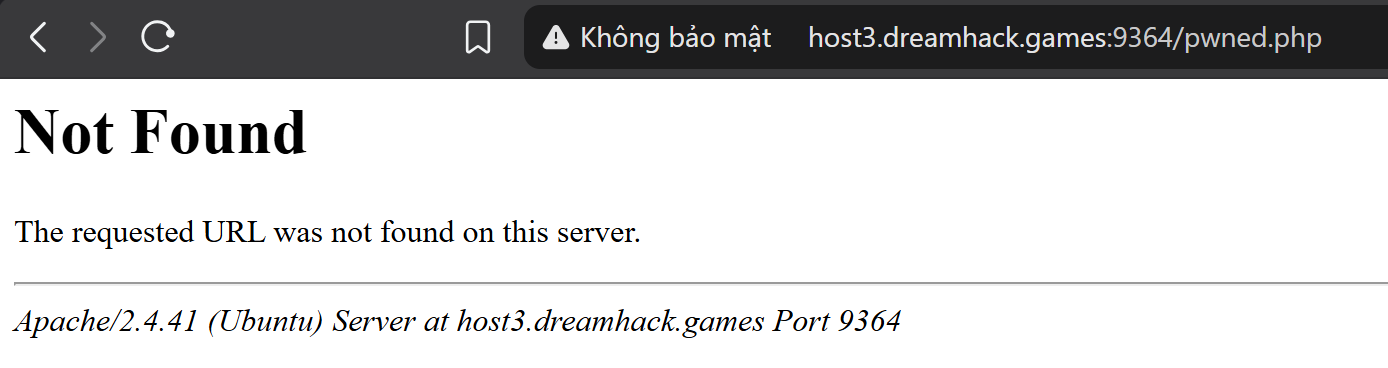 Không bảo mật host3.dreamhack.games:9364/pwned.php
Not Found
The requested URL was not found on this server.
Apache/2.4.41 (Ubuntu) Server at host3.dreamhack.games Port 9364